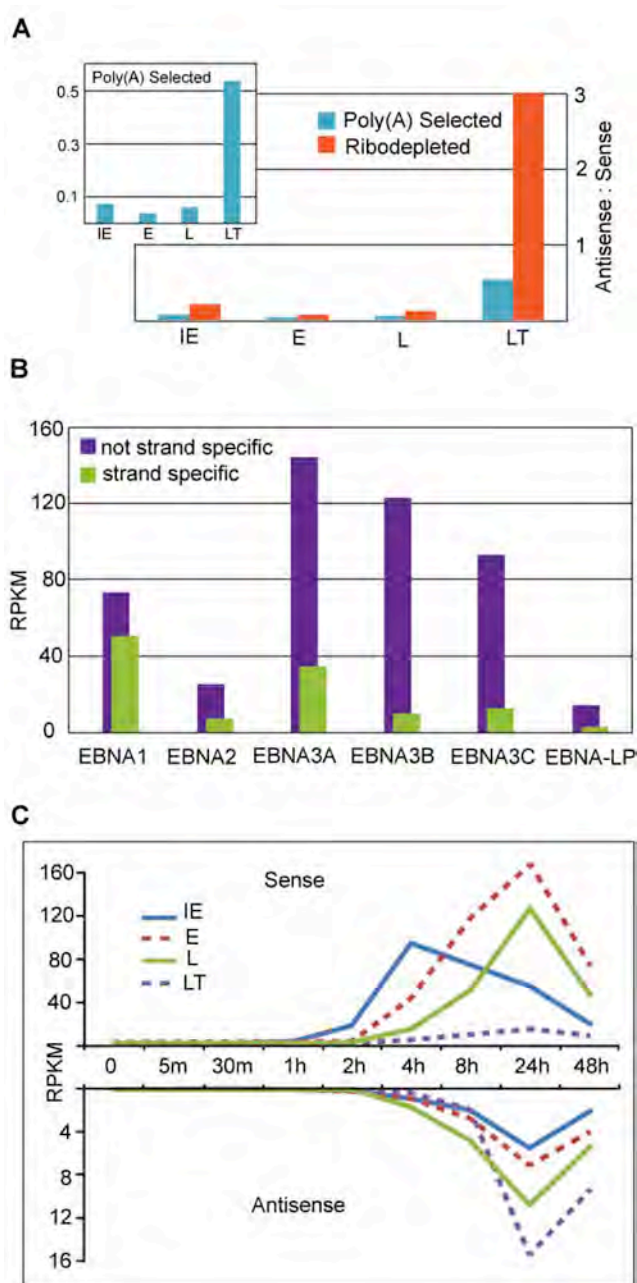 A
Poly(A) Selected
0.5
0.3
0.1
IE E L LT
Poly(A) Selected
Ribodepleted
3
2
1
Antisense : Sense
IE E L LT
B
160
120
80
40
0
RPKM
not strand specific
strand specific
EBNA1 EBNA2 EBNA3A EBNA3B EBNA3C EBNA-LP
C
160
120
80
40
Sense
IE
E
L
LT
RPKM
0 5m 30m 1h 2h 4h 8h 24h 48h
4
8
12
16
Antisense